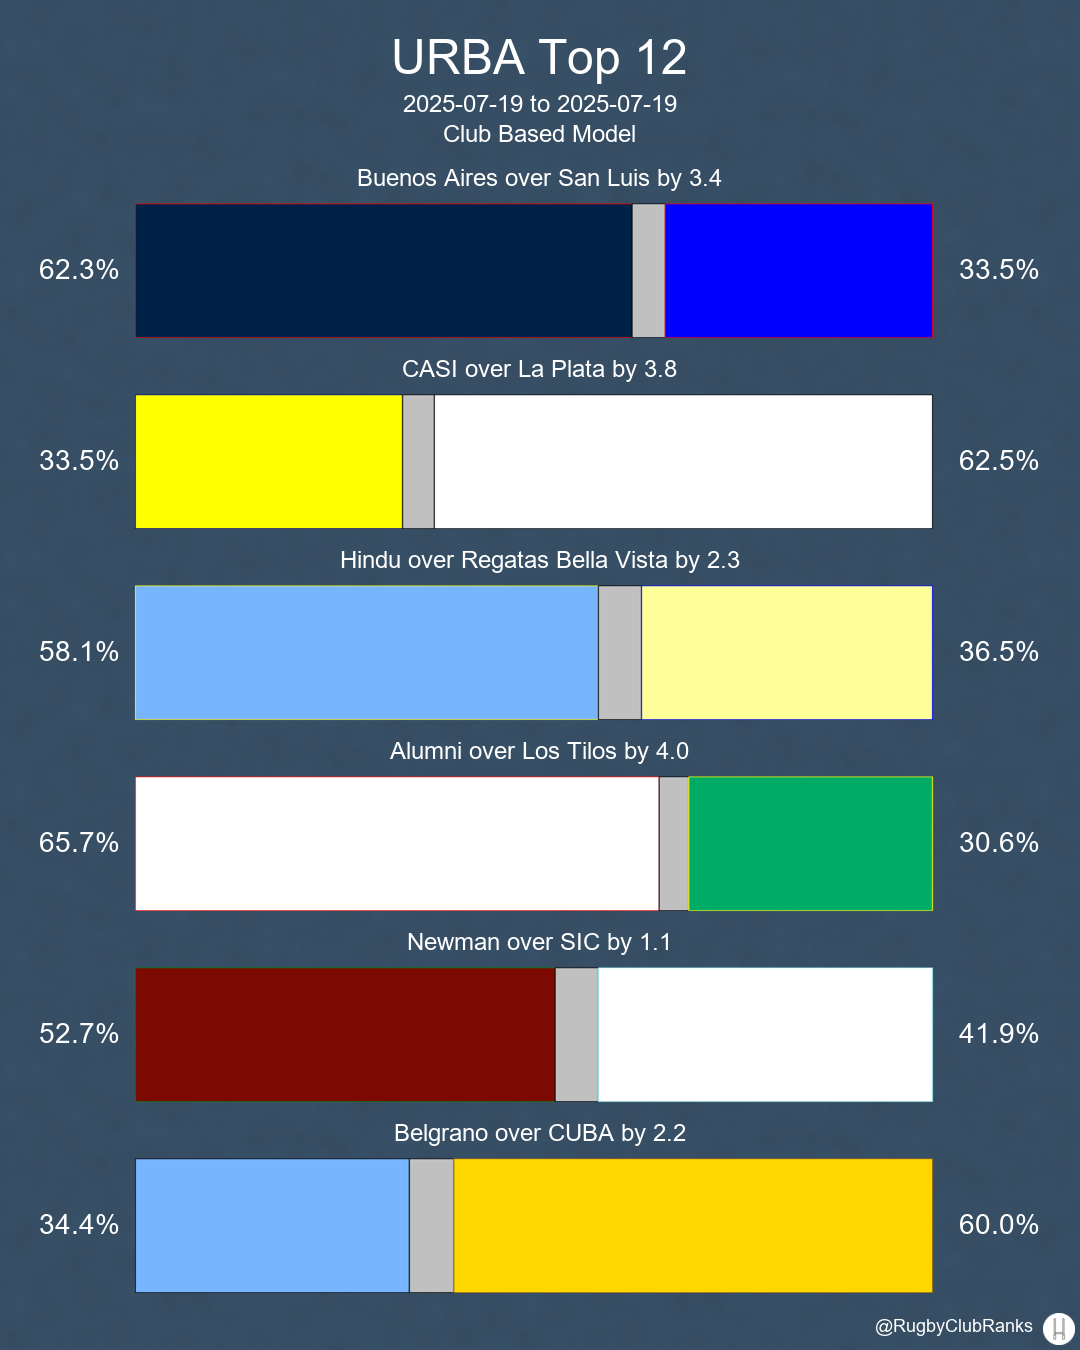 URBA Top 12
2025-07-19 to 2025-07-19
Club Based Model
Buenos Aires over San Luis by 3.4
62.3%
33.5%
CASI over La Plata by 3.8
33.5%
62.5%
Hindu over Regatas Bella Vista by 2.3
58.1%
36.5%
Alumni over Los Tilos by 4.0
65.7%
30.6%
Newman over SIC by 1.1
52.7%
41.9%
Belgrano over CUBA by 2.2
34.4%
60.0%
@RugbyClubRanks